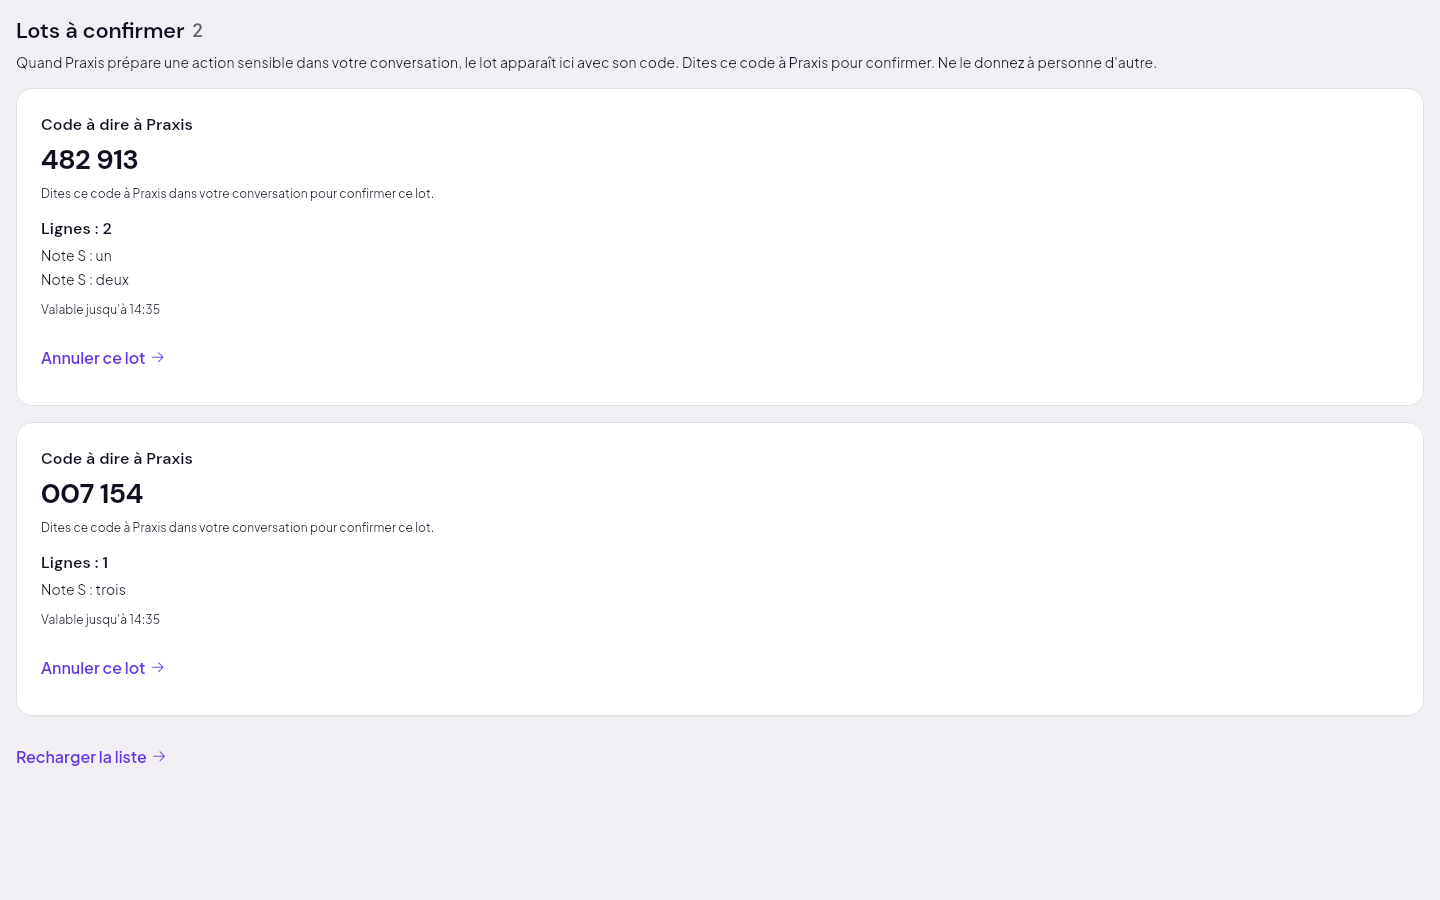 Lots à confirmer 2
Quand Praxis prépare une action sensible dans votre conversation, le lot apparaît ici avec son code. Dites ce code à Praxis pour confirmer. Ne le donnez à personne d'autre.
Code à dire à Praxis
482 913
Dites ce code à Praxis dans votre conversation pour confirmer ce lot.
Lignes : 2
Note S : un
Note S : deux
Valable jusqu'à 14:35
Annuler ce lot →
Code à dire à Praxis
007 154
Dites ce code à Praxis dans votre conversation pour confirmer ce lot.
Lignes : 1
Note S : trois
Valable jusqu'à 14:35
Annuler ce lot →
Recharger la liste →